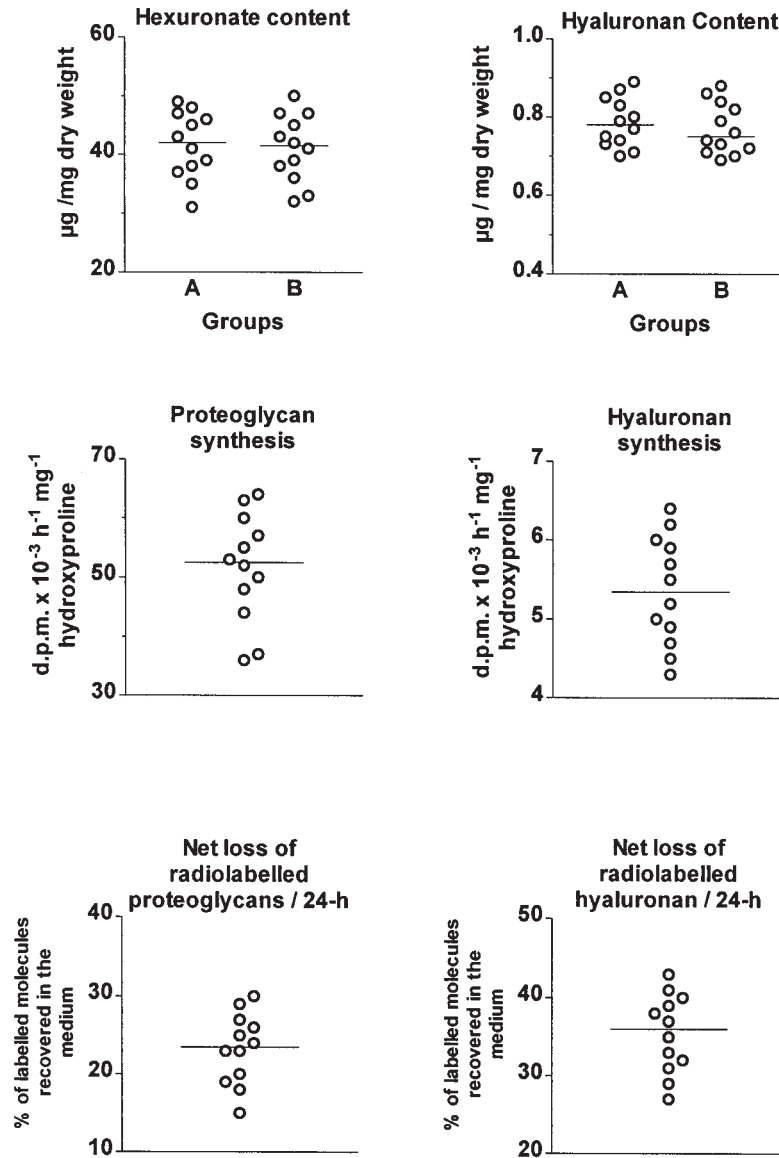 Hexuronate content
60
40
20
µg /mg dry weight
A B
Groups
Hyaluronan Content
1.0
0.8
0.6
0.4
µg / mg dry weight
A B
Groups
Proteoglycan
synthesis
70
50
30
d.p.m. x 10⁻³ h⁻¹ mg⁻¹
hydroxyproline
Hyaluronan
synthesis
7
6
5
4
d.p.m. x 10⁻³ h⁻¹ mg⁻¹
hydroxyproline
Net loss of
radiolabelled
proteoglycans / 24-h
40
30
20
10
% of labelled molecules
recovered in the
medium
Net loss of
radiolabelled
hyaluronan / 24-h
50
40
30
20
% of labelled molecules
recovered in the
medium